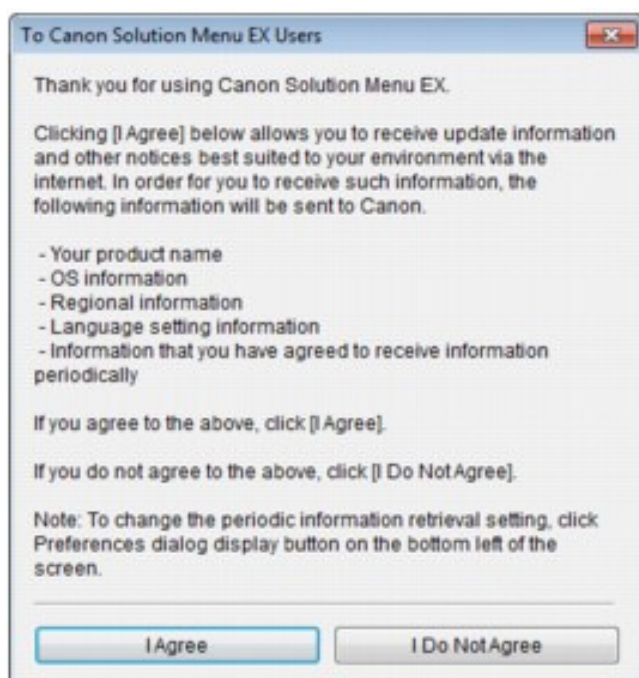 To Canon Solution Menu EX Users
Thank you for using Canon Solution Menu EX.
Clicking [I Agree] below allows you to receive update information
and other notices best suited to your environment via the
internet. In order for you to receive such information, the
following information will be sent to Canon.
- Your product name
- OS information
- Regional information
- Language setting information
- Information that you have agreed to receive information
periodically
If you agree to the above, click [I Agree].
If you do not agree to the above, click [I Do Not Agree].
Note: To change the periodic information retrieval setting, click
Preferences dialog display button on the bottom left of the
screen.
I Agree
I Do Not Agree